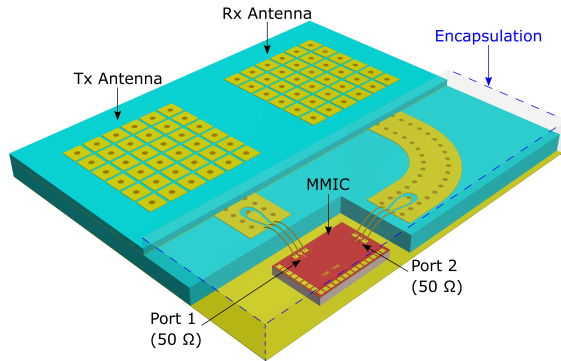 Rx Antenna
Encapsulation
Tx Antenna
MMIC
Port 2
(50 Ω)
Port 1
(50 Ω)